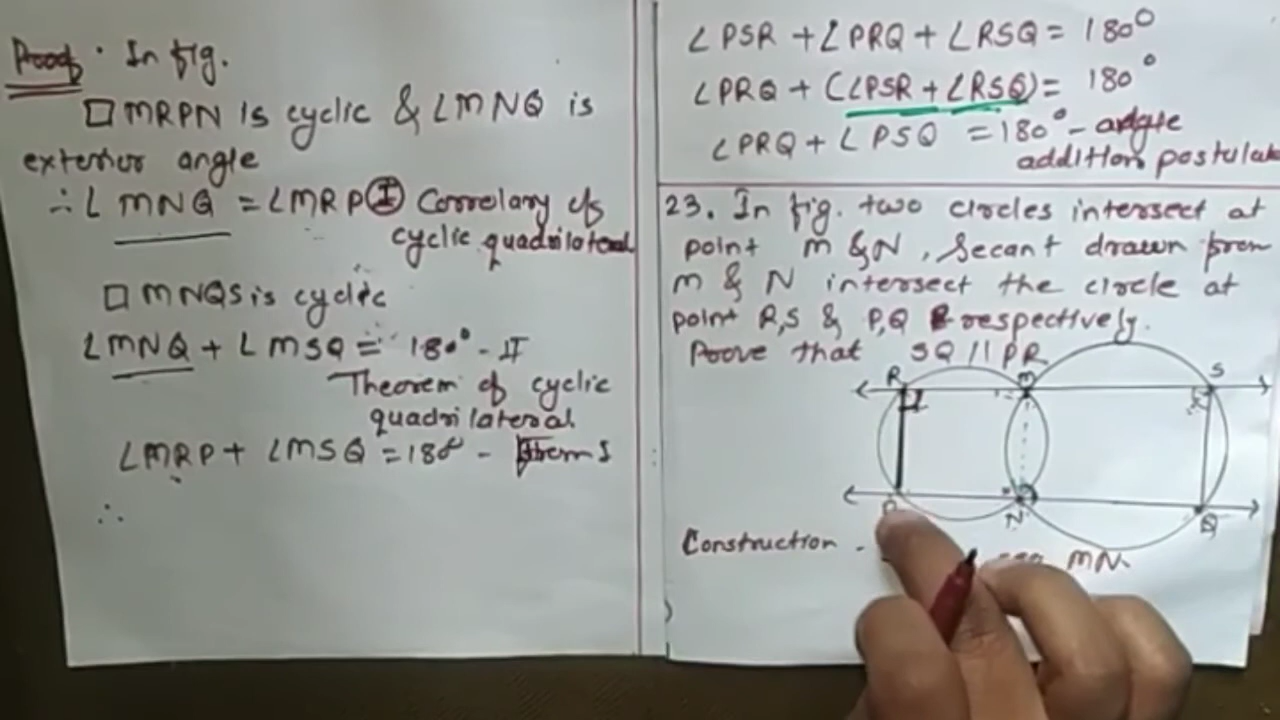 Proof : In fig.
□ MRPN is cyclic & ∠MNQ is
exterior angle
∴ ∠ MNQ = ∠MRP I Correlary of
cyclic quadrilateral
□ MNQS is cyclic
∠MNQ + ∠MSQ = 180° - II
Theorem of cyclic
quadrilateral
∠MRP + ∠MSQ = 180° - from I
∴
∠PSR + ∠PRQ + ∠RSQ = 180°
∠PRQ + (∠PSR + ∠RSQ) = 180°
∠PRQ + ∠PSQ = 180° - angle
addition postulate
23. In fig. two circles intersect at
point M & N, Secant drawn from
M & N intersect the circle at
point R,S & P,Q respectively.
Proove that SQ || PR
R M S
P N Q
Construction - seg MN.